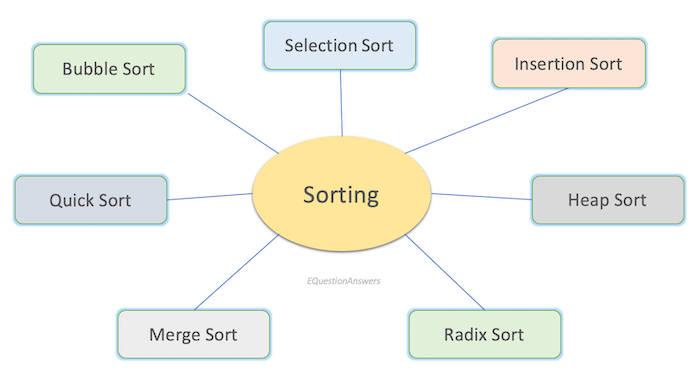 Selection Sort
Bubble Sort
Insertion Sort
Quick Sort
Sorting
Heap Sort
EQuestionAnswers
Merge Sort
Radix Sort